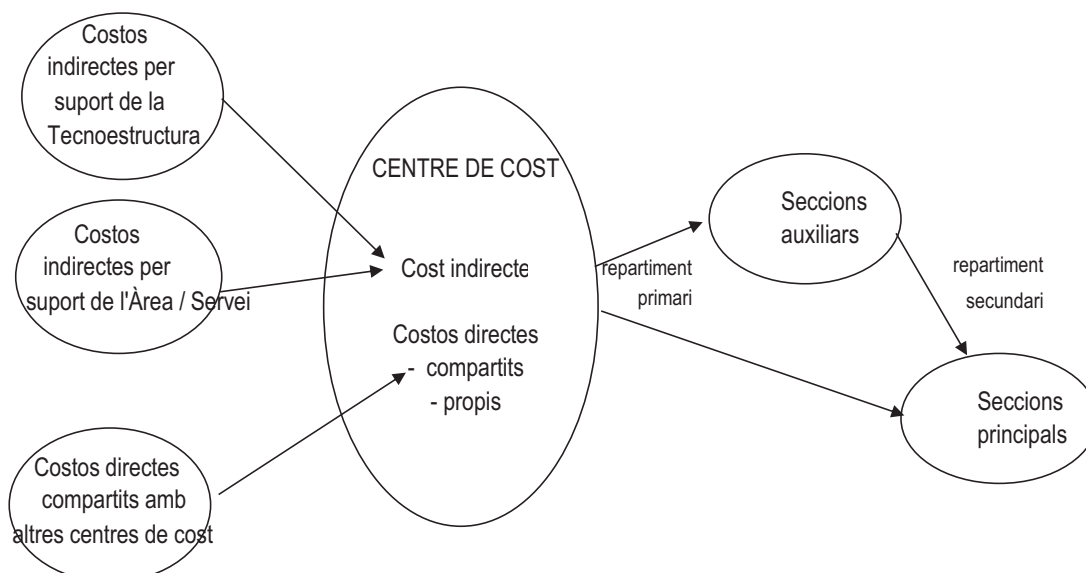 Costos
indirectes per
suport de la
Tecnoestructura
Costos
indirectes per
suport de l'Àrea / Servei
Costos directes
compartits amb
altres centres de cost
CENTRE DE COST
Cost indirecte
Costos directes
- compartits
- propis
repartiment
primari
Seccions
auxiliars
repartiment
secundari
Seccions
principals